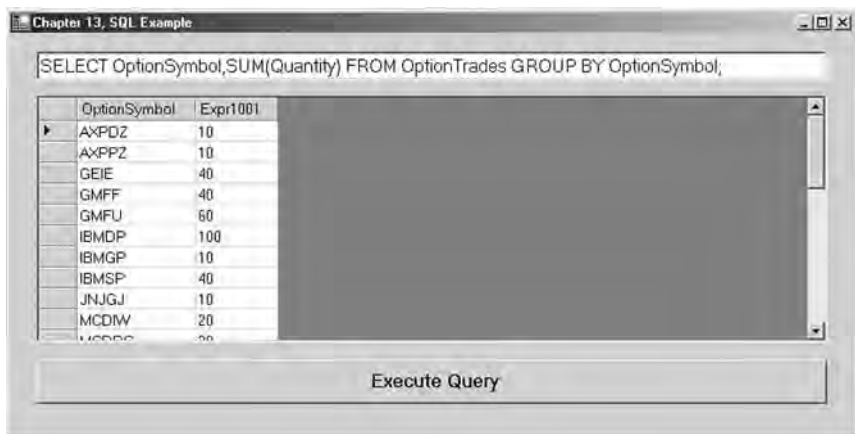 Chapter 13, SQL Example
SELECT OptionSymbol,SUM(Quantity) FROM OptionTrades GROUP BY OptionSymbol;
OptionSymbol Expr1001
AXPDZ 10
AXPPZ 10
GEIE 40
GMFF 40
GMFU 60
IBMDP 100
IBMGP 10
IBMSP 40
JNJGJ 10
MCDIW 20
20
Execute Query